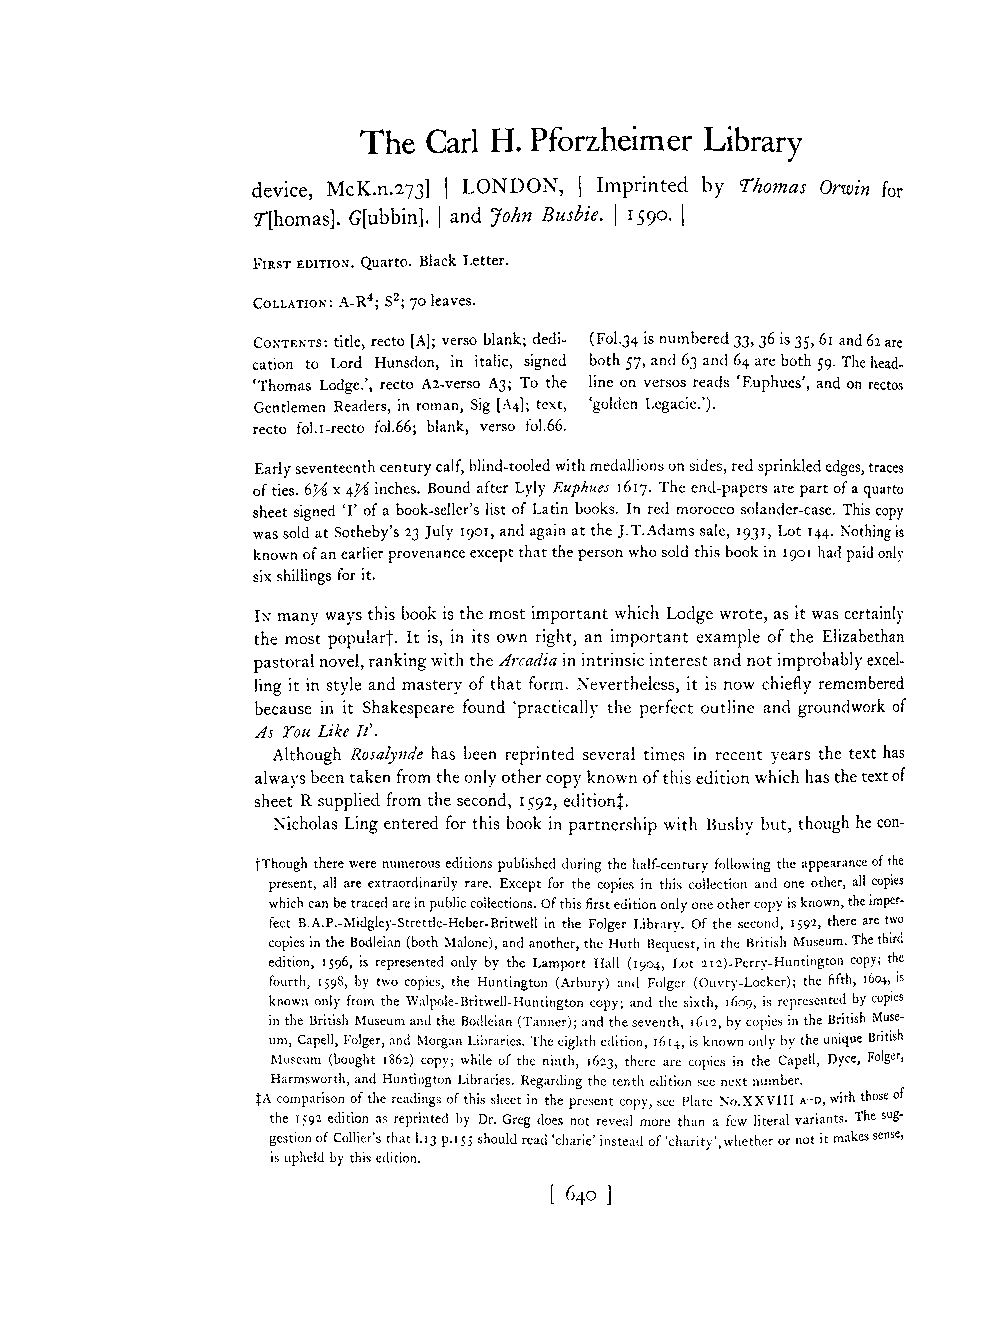 The Carl H. Pforzheimer Library
device, McK.n.273] | LONDON, | Imprinted by Thomas Orwin for
T[homas]. G[ubbin]. | and John Busbie. | 1590. |
FIRST EDITION. Quarto. Black Letter.
COLLATION: A-R⁴; S²; 70 leaves.
CONTENTS: title, recto [A]; verso blank; dedi-
cation to Lord Hunsdon, in italic, signed
'Thomas Lodge.', recto A2-verso A3; To the
Gentlemen Readers, in roman, Sig [A4]; text,
recto fol.1-recto fol.66; blank, verso fol.66.
(Fol.34 is numbered 33, 36 is 35, 61 and 62 are
both 57, and 63 and 64 are both 59. The head-
line on versos reads 'Euphues', and on rectos
'golden Legacie.').
Early seventeenth century calf, blind-tooled with medallions on sides, red sprinkled edges, traces
of ties. 6⅞ x 4⅞ inches. Bound after Lyly Euphues 1617. The end-papers are part of a quarto
sheet signed 'I' of a book-seller's list of Latin books. In red morocco solander-case. This copy
was sold at Sotheby's 23 July 1901, and again at the J.T.Adams sale, 1931, Lot 144. Nothing is
known of an earlier provenance except that the person who sold this book in 1901 had paid only
six shillings for it.
IN many ways this book is the most important which Lodge wrote, as it was certainly
the most popular†. It is, in its own right, an important example of the Elizabethan
pastoral novel, ranking with the Arcadia in intrinsic interest and not improbably excel-
ling it in style and mastery of that form. Nevertheless, it is now chiefly remembered
because in it Shakespeare found 'practically the perfect outline and groundwork of
As You Like It'.
Although Rosalynde has been reprinted several times in recent years the text has
always been taken from the only other copy known of this edition which has the text of
sheet R supplied from the second, 1592, edition‡.
Nicholas Ling entered for this book in partnership with Busby but, though he con-
†Though there were numerous editions published during the half-century following the appearance of the
present, all are extraordinarily rare. Except for the copies in this collection and one other, all copies
which can be traced are in public collections. Of this first edition only one other copy is known, the imper-
fect B.A.P.-Midgley-Strettle-Heber-Britwell in the Folger Library. Of the second, 1592, there are two
copies in the Bodleian (both Malone), and another, the Huth Bequest, in the British Museum. The third
edition, 1596, is represented only by the Lamport Hall (1904, Lot 212)-Perry-Huntington copy; the
fourth, 1598, by two copies, the Huntington (Arbury) and Folger (Ouvry-Locker); the fifth, 1604, is
known only from the Walpole-Britwell-Huntington copy; and the sixth, 1609, is represented by copies
in the British Museum and the Bodleian (Tanner); and the seventh, 1612, by copies in the British Muse-
um, Capell, Folger, and Morgan Libraries. The eighth edition, 1614, is known only by the unique British
Museum (bought 1862) copy; while of the ninth, 1623, there are copies in the Capell, Dyce, Folger,
Harmsworth, and Huntington Libraries. Regarding the tenth edition see next number.
‡A comparison of the readings of this sheet in the present copy, see Plate No.XXVIII A-D, with those of
the 1592 edition as reprinted by Dr. Greg does not reveal more than a few literal variants. The sug-
gestion of Collier's that l.13 p.155 should read 'charie' instead of 'charity', whether or not it makes sense,
is upheld by this edition.
[ 640 ]